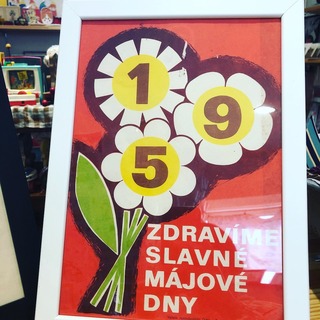 1
9
5
ZDRAVÍME
SLAVNÉ
MÁJOVÉ
DNY